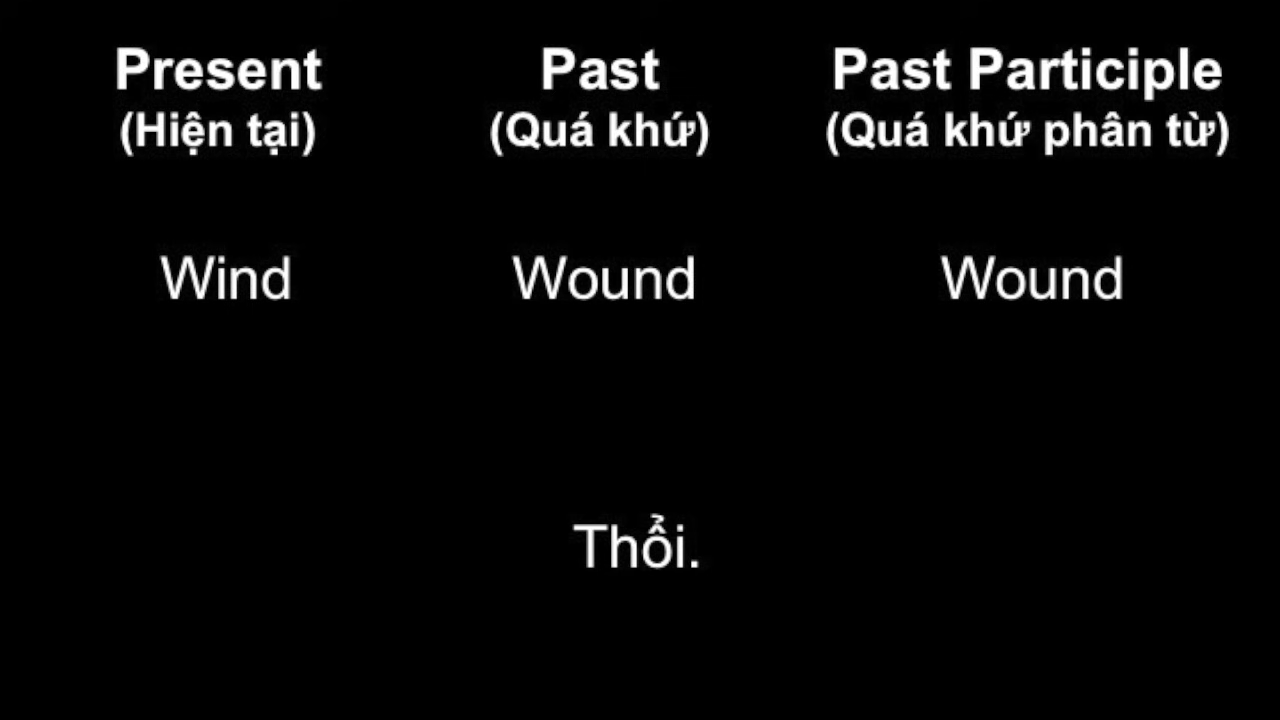 Present Past Past Participle
(Hiện tại) (Quá khứ) (Quá khứ phân từ)
Wind Wound Wound
Thổi.